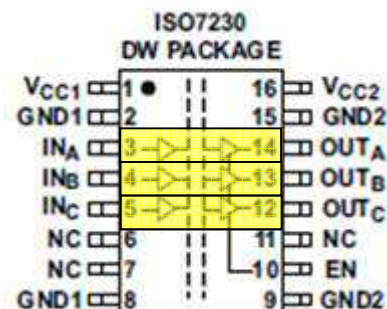 ISO7230
DW PACKAGE
VCC1 1 16 VCC2
GND1 2 15 GND2
INA 3 14 OUTA
INB 4 13 OUTB
INC 5 12 OUTC
NC 6 11 NC
NC 7 10 EN
GND1 8 9 GND2